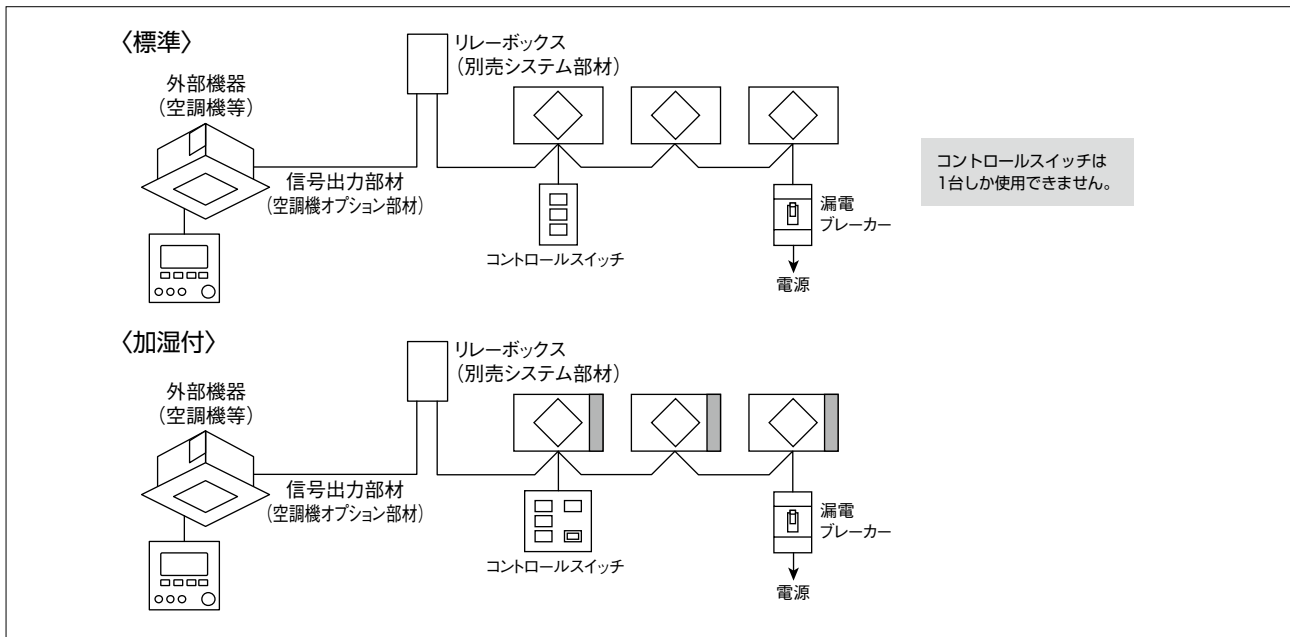 〈標準〉
リレーボックス
（別売システム部材）
外部機器
（空調機等）
信号出力部材
（空調機オプション部材）
コントロールスイッチ
漏電
ブレーカー
電源
コントロールスイッチは
1台しか使用できません。
〈加湿付〉
リレーボックス
（別売システム部材）
外部機器
（空調機等）
信号出力部材
（空調機オプション部材）
コントロールスイッチ
漏電
ブレーカー
電源